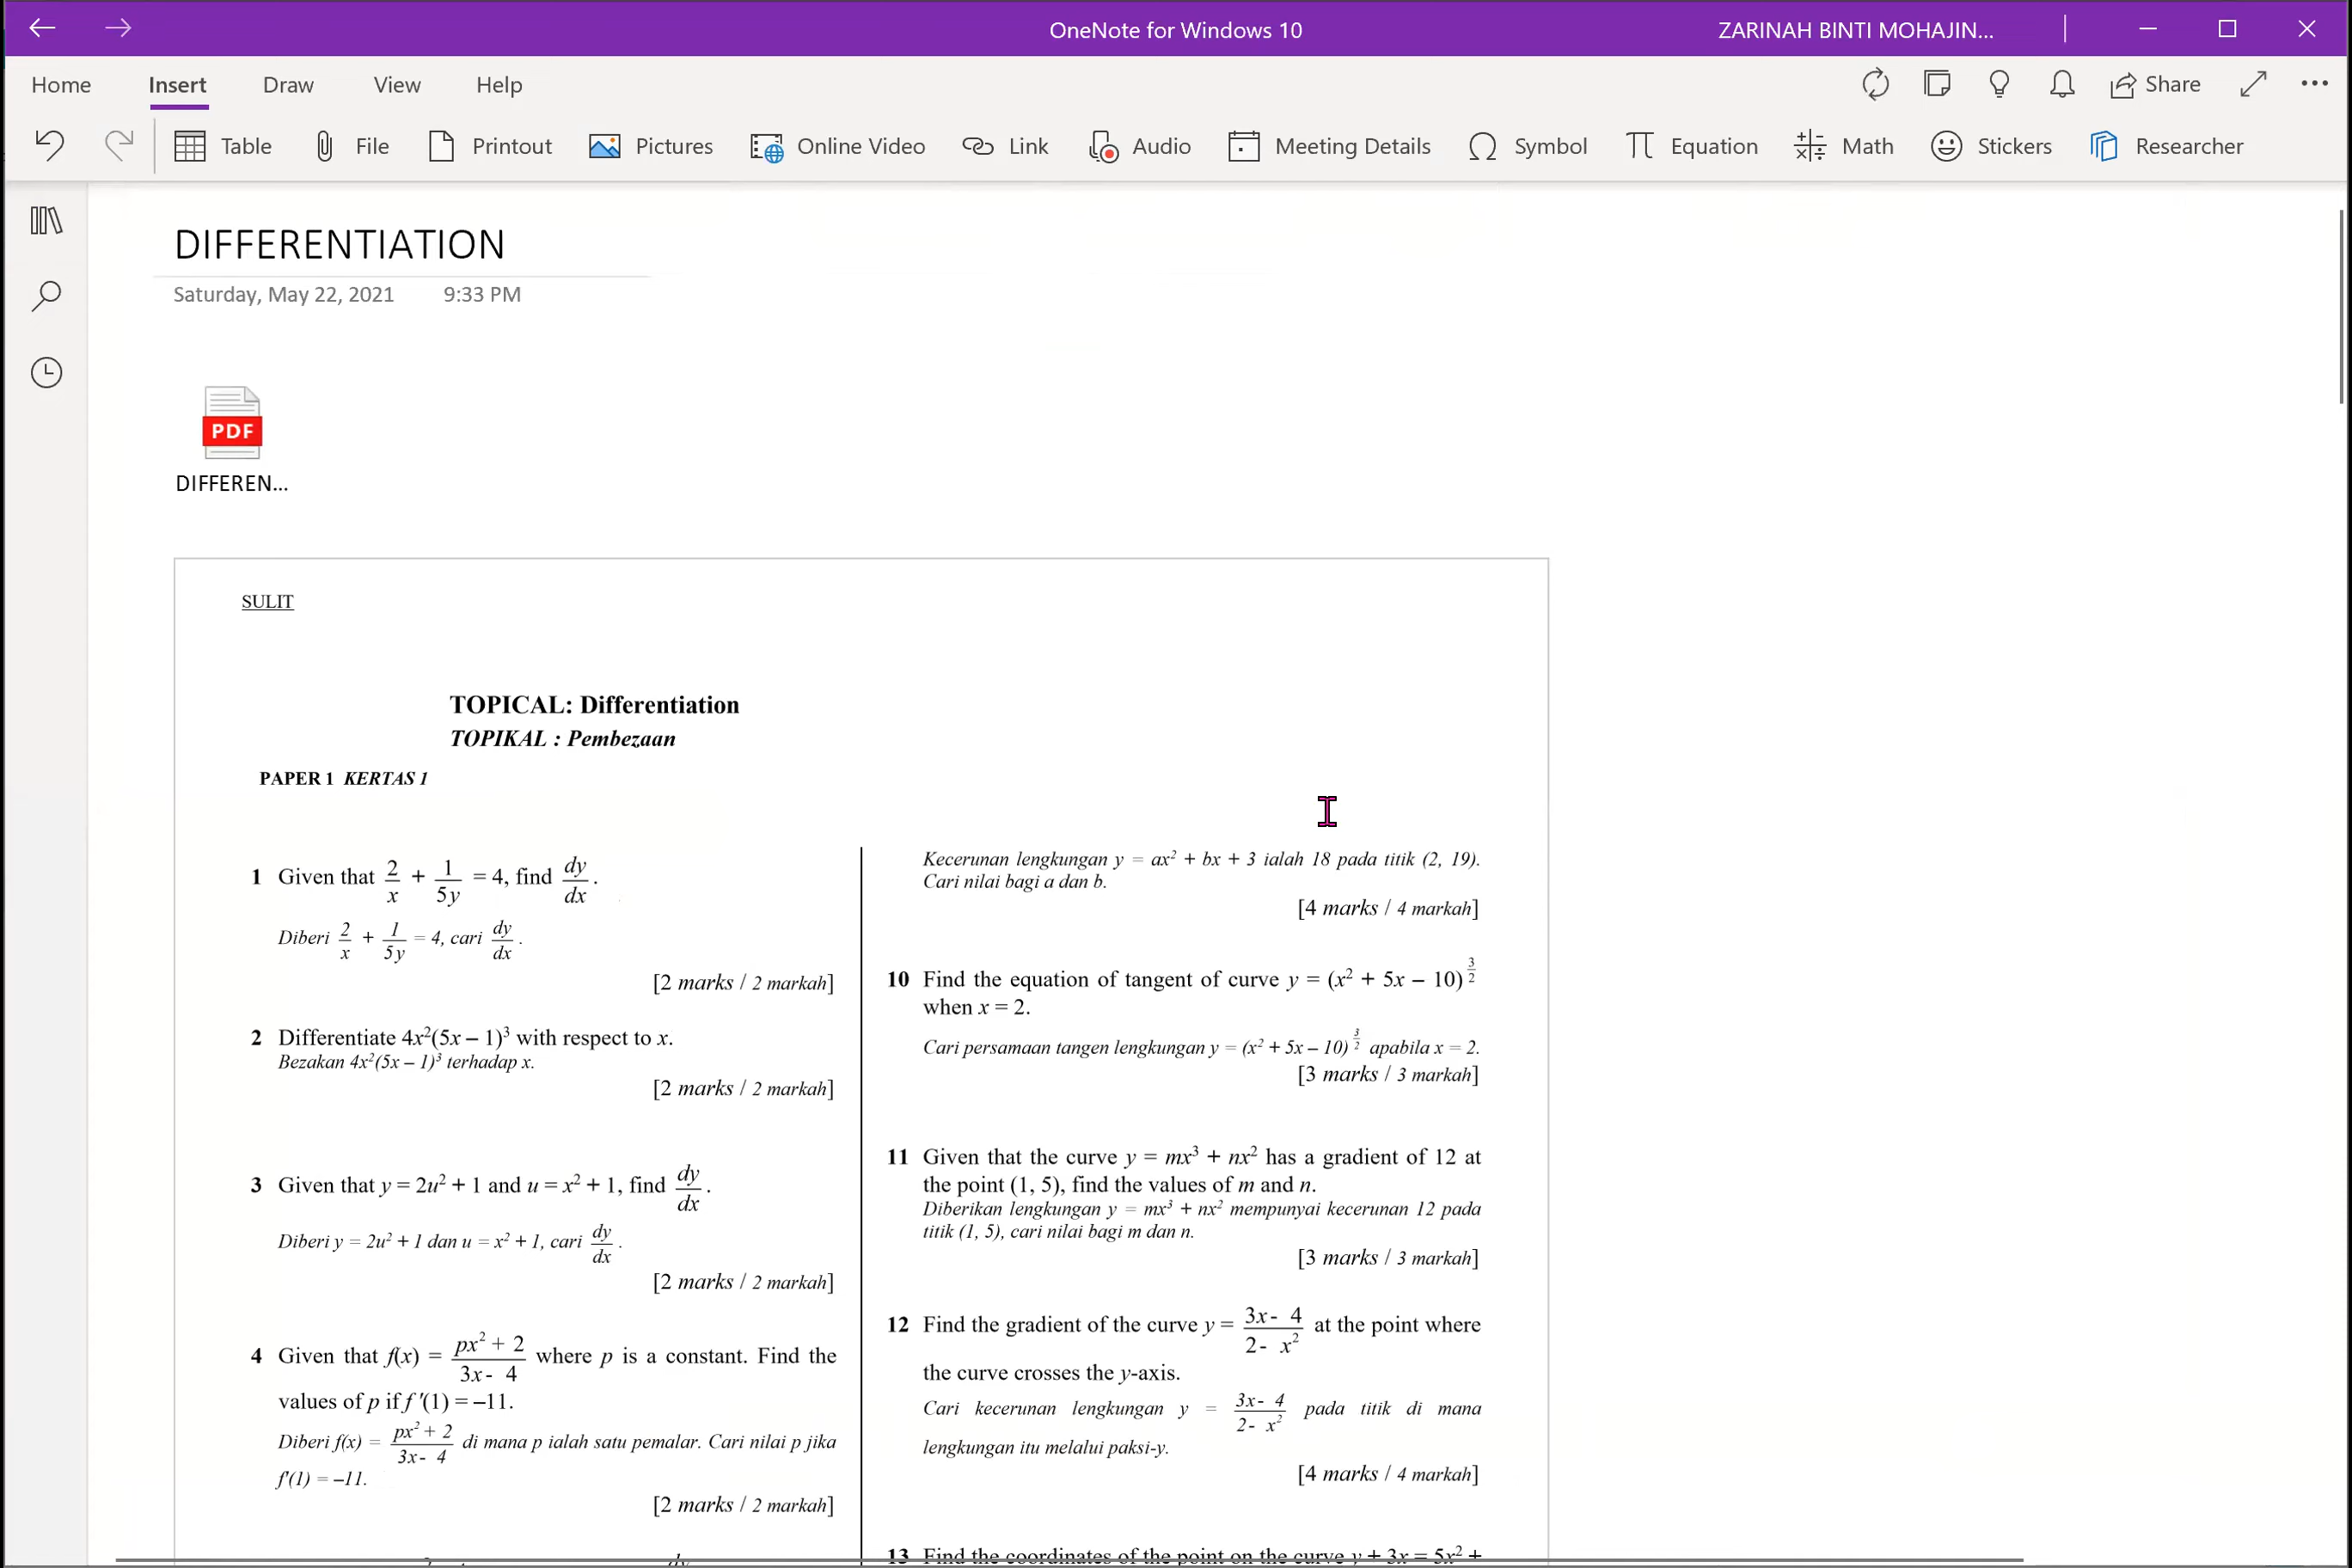 OneNote for Windows 10
ZARINAH BINTI MOHAJIN...
Home Insert Draw View Help
Share
Table File Printout Pictures Online Video Link Audio Meeting Details Symbol Equation Math Stickers Researcher
DIFFERENTIATION
Saturday, May 22, 2021 9:33 PM
PDF
DIFFEREN...
SULIT
TOPICAL: Differentiation
TOPIKAL : Pembezaan
PAPER 1 KERTAS 1
1 Given that 2/x + 1/5y = 4, find dy/dx.
Diberi 2/x + 1/5y = 4, cari dy/dx.
[2 marks / 2 markah]
2 Differentiate 4x²(5x – 1)³ with respect to x.
Bezakan 4x²(5x – 1)³ terhadap x.
[2 marks / 2 markah]
3 Given that y = 2u² + 1 and u = x² + 1, find dy/dx.
Diberi y = 2u² + 1 dan u = x² + 1, cari dy/dx.
[2 marks / 2 markah]
4 Given that f(x) = (px² + 2)/(3x - 4) where p is a constant. Find the
values of p if f '(1) = –11.
Diberi f(x) = (px² + 2)/(3x - 4) di mana p ialah satu pemalar. Cari nilai p jika
f'(1) = –11.
[2 marks / 2 markah]
Kecerunan lengkungan y = ax² + bx + 3 ialah 18 pada titik (2, 19).
Cari nilai bagi a dan b.
[4 marks / 4 markah]
10 Find the equation of tangent of curve y = (x² + 5x – 10)^(3/2)
when x = 2.
Cari persamaan tangen lengkungan y = (x² + 5x – 10)^(3/2) apabila x = 2.
[3 marks / 3 markah]
11 Given that the curve y = mx³ + nx² has a gradient of 12 at
the point (1, 5), find the values of m and n.
Diberikan lengkungan y = mx³ + nx² mempunyai kecerunan 12 pada
titik (1, 5), cari nilai bagi m dan n.
[3 marks / 3 markah]
12 Find the gradient of the curve y = (3x - 4)/(2 - x²) at the point where
the curve crosses the y-axis.
Cari kecerunan lengkungan y = (3x - 4)/(2 - x²) pada titik di mana
lengkungan itu melalui paksi-y.
[4 marks / 4 markah]
13 Find the coordinates of the point on the curve y + 3x = 5x² +